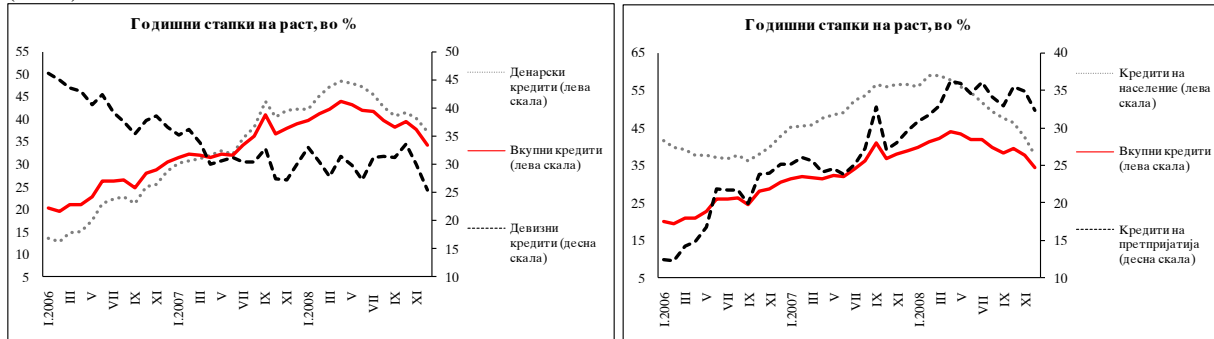 Годишни стапки на раст, во %
55
50
45
40
35
30
25
20
15
10
5
50
45
40
35
30
25
20
15
10
I.2006
III
V
VII
IX
XI
I.2007
III
V
VII
IX
XI
I.2008
III
V
VII
IX
XI
Денарски
кредити (лева
скала)
Вкупни кредити
(лева скала)
Девизни
кредити (десна
скала)
Годишни стапки на раст, во %
65
55
45
35
25
15
5
40
35
30
25
20
15
10
I.2006
III
V
VII
IX
XI
I.2007
III
V
VII
IX
XI
I.2008
III
V
VII
IX
XI
Кредити на
население (лева
скала)
Вкупни кредити
(лева скала)
Кредити на
претпријатија
(десна скала)